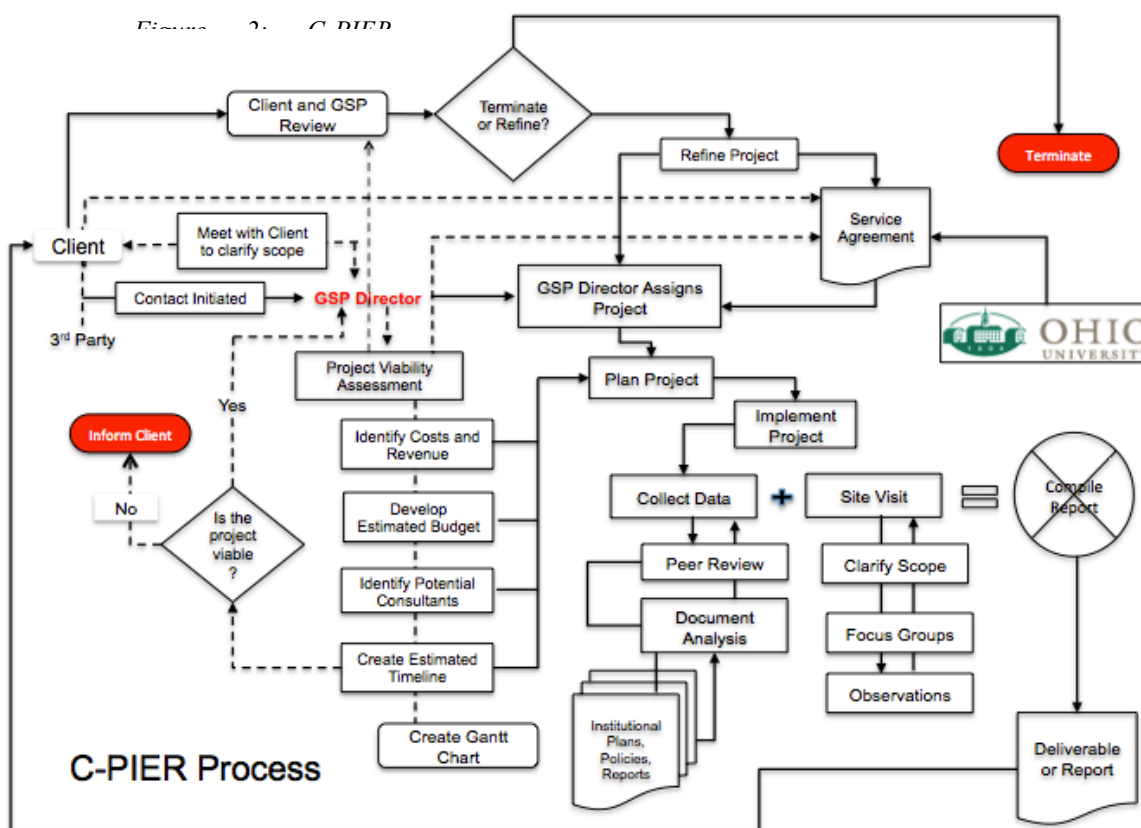 Figure 2: C-PIER
Client and GSP
Review
Terminate
or Refine?
Refine Project
Terminate
Client
Meet with Client
to clarify scope
Service
Agreement
Contact Initiated
GSP Director
GSP Director Assigns
Project
3rd Party
1804
OHIO
UNIVERSITY
Project Viability
Assessment
Plan Project
Yes
Implement
Project
Inform Client
Identify Costs and
Revenue
No
Is the
project
viable
?
Develop
Estimated Budget
Collect Data
+
Site Visit
=
Compile
Report
Peer Review
Clarify Scope
Identify Potential
Consultants
Document
Analysis
Focus Groups
Create Estimated
Timeline
Observations
Institutional
Plans,
Policies,
Reports
Create Gantt
Chart
Deliverable
or Report
C-PIER Process